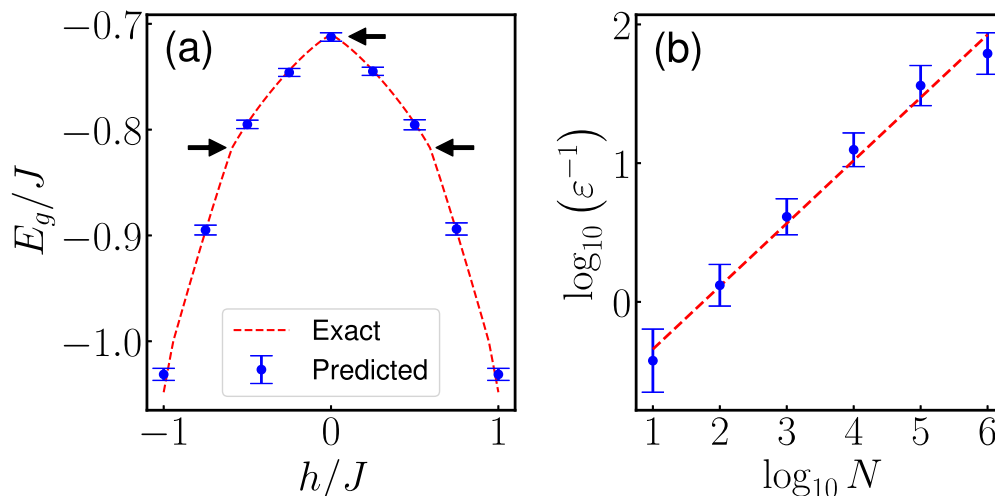 (a)
−0.7
−0.8
−0.9
−1.0
E_g/J
Exact
Predicted
−1 0 1
h/J
(b)
2
1
0
log₁₀ (ε⁻¹)
1 2 3 4 5 6
log₁₀ N